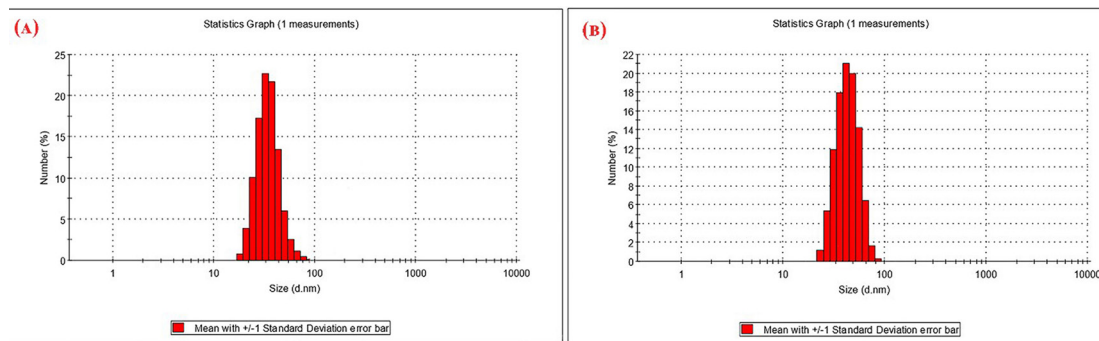 (A)
Statistics Graph (1 measurements)
25
20
15
10
5
0
Number (%)
1 10 100 1000 10000
Size (d.nm)
Mean with +/-1 Standard Deviation error bar
(B)
Statistics Graph (1 measurements)
22
20
18
16
14
12
10
8
6
4
2
0
Number (%)
1 10 100 1000 10000
Size (d.nm)
Mean with +/-1 Standard Deviation error bar